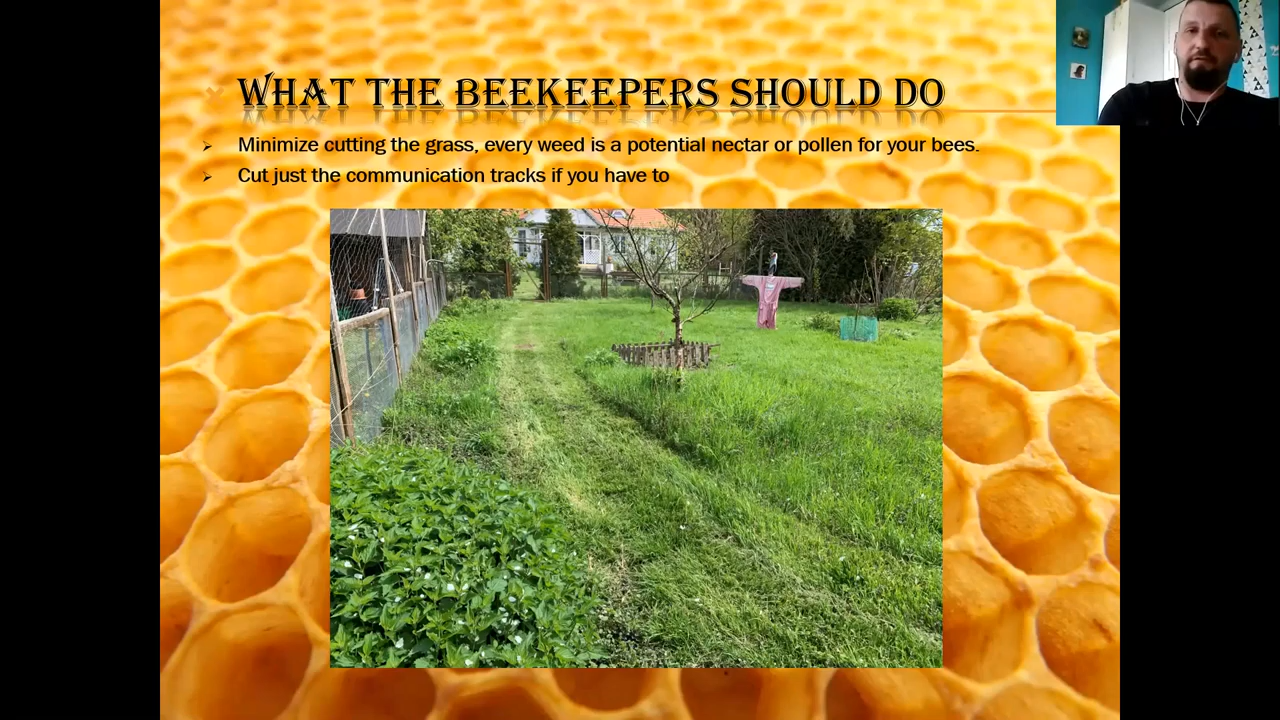 WHAT THE BEEKEEPERS SHOULD DO
Minimize cutting the grass, every weed is a potential nectar or pollen for your bees.
Cut just the communication tracks if you have to